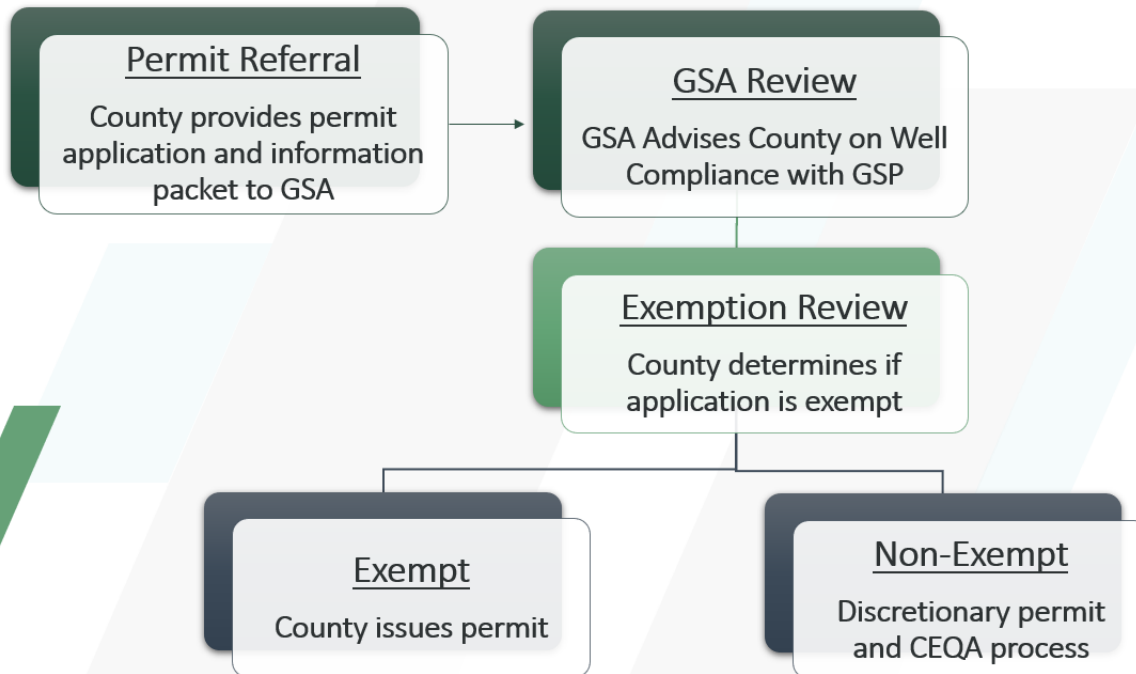 Permit Referral
County provides permit
application and information
packet to GSA
GSA Review
GSA Advises County on Well
Compliance with GSP
Exemption Review
County determines if
application is exempt
Exempt
County issues permit
Non-Exempt
Discretionary permit
and CEQA process